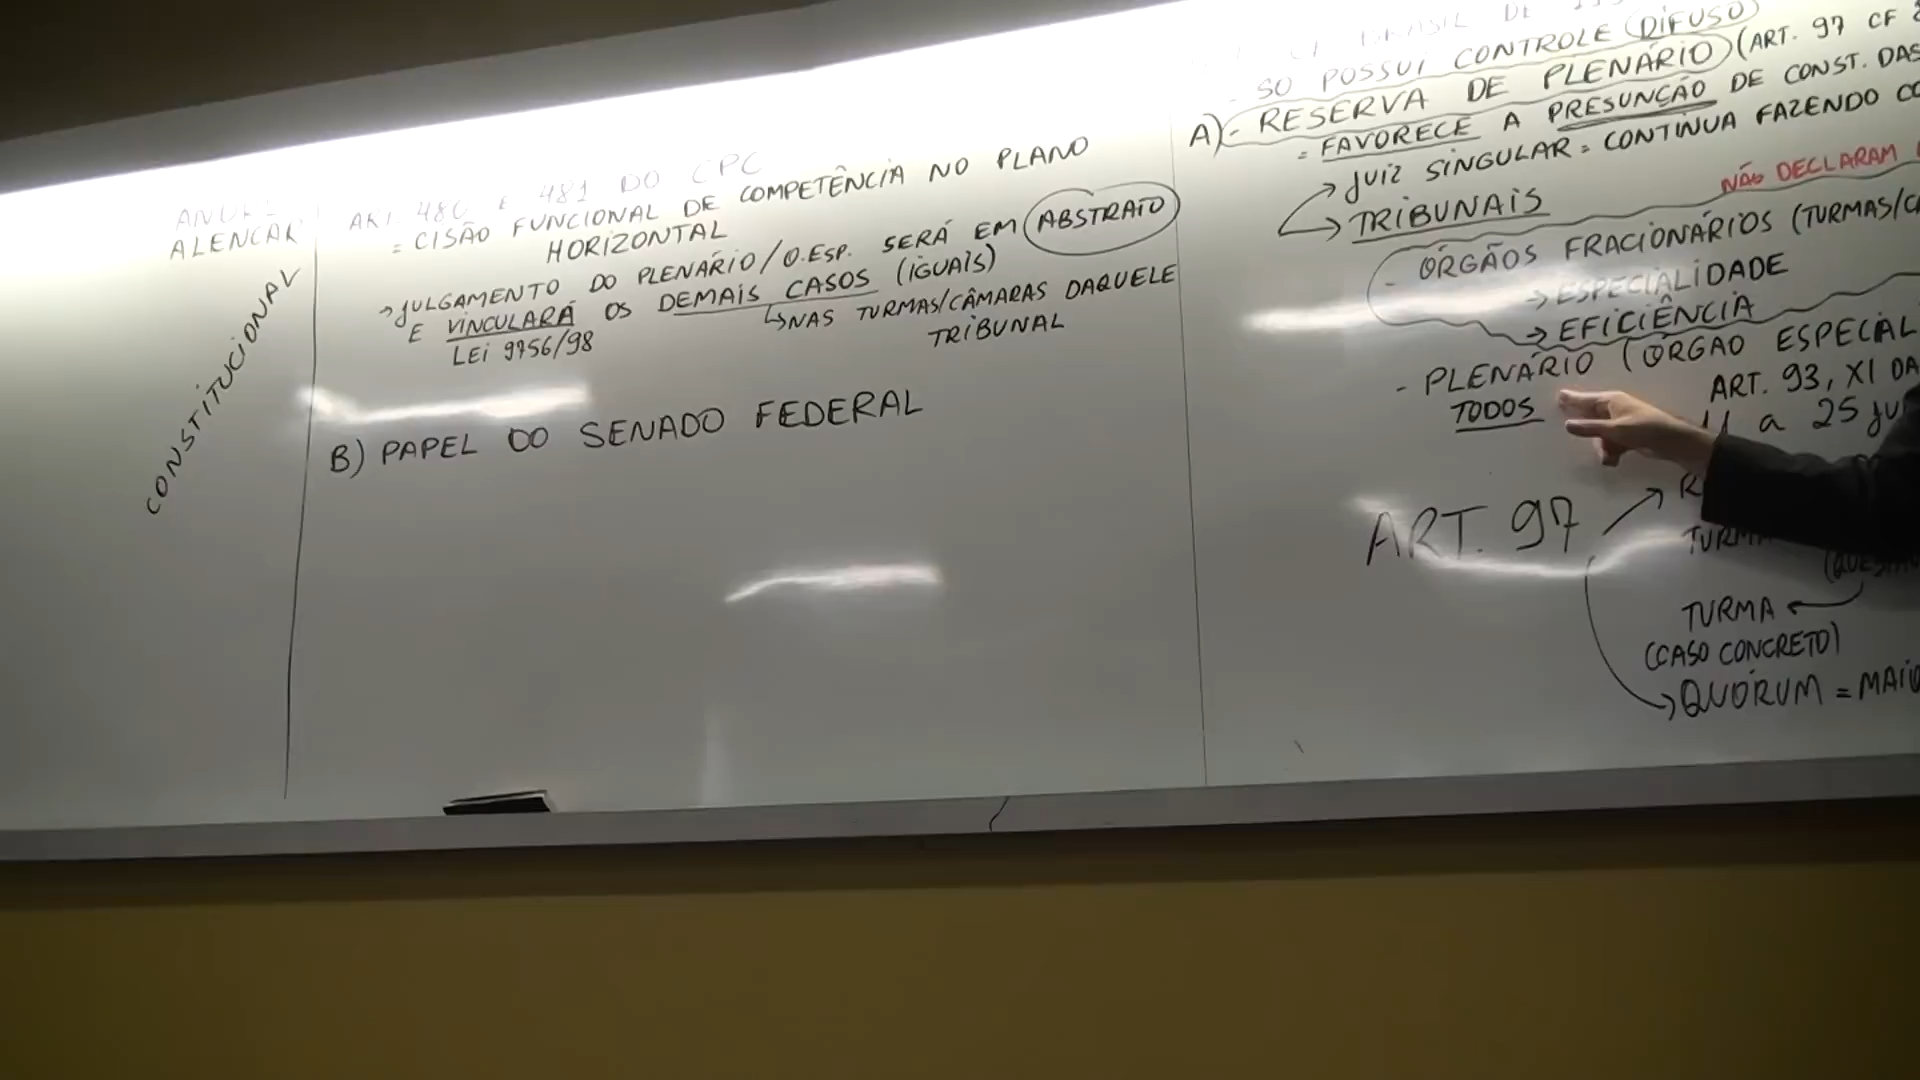 ALENCAR
CONSTITUCIONAL
ART. 480 E 481 DO CPC
= CISÃO FUNCIONAL DE COMPETÊNCIA NO PLANO
HORIZONTAL
→ JULGAMENTO DO PLENÁRIO/O.ESP. SERÁ EM ABSTRATO
E VINCULARÁ OS DEMAIS CASOS (IGUAIS)
↳ NAS TURMAS/CÂMARAS DAQUELE
TRIBUNAL
LEI 9756/98
B) PAPEL DO SENADO FEDERAL
BRASIL DE
SÓ POSSUI CONTROLE DIFUSO
A) - RESERVA DE PLENÁRIO (ART. 97 CF
= FAVORECE A PRESUNÇÃO DE CONST. DAS
→ JUIZ SINGULAR = CONTINUA FAZENDO
→ TRIBUNAIS
NÃO DECLARAM
- ÓRGÃOS FRACIONÁRIOS (TURMAS/
→ ESPECIALIDADE
→ EFICIÊNCIA
- PLENÁRIO (ÓRGÃO ESPECIAL
TODOS
ART. 93, XI DA
11 a 25
ART. 97
TURMA
(CASO CONCRETO)
→ QUÓRUM =